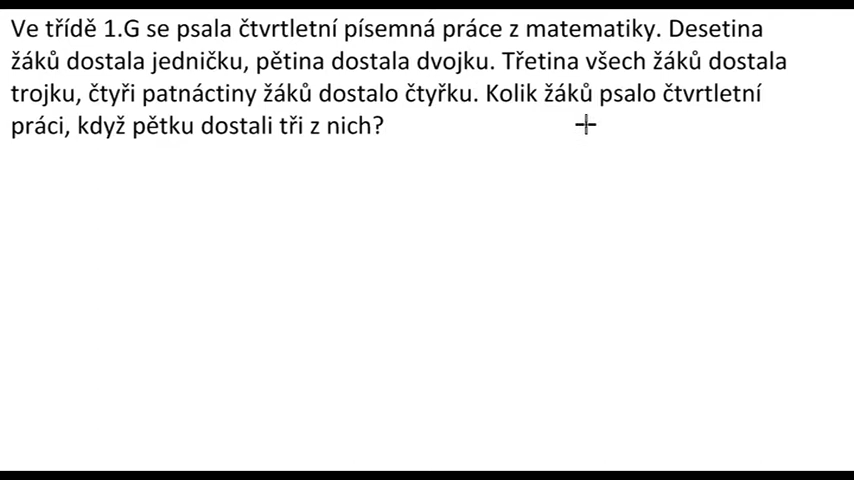 Ve třídě 1.G se psala čtvrtletní písemná práce z matematiky. Desetina
žáků dostala jedničku, pětina dostala dvojku. Třetina všech žáků dostala
trojku, čtyři patnáctiny žáků dostalo čtyřku. Kolik žáků psalo čtvrtletní
práci, když pětku dostali tři z nich?